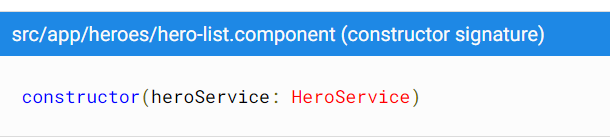 src/app/heroes/hero-list.component (constructor signature)
constructor(heroService: HeroService)